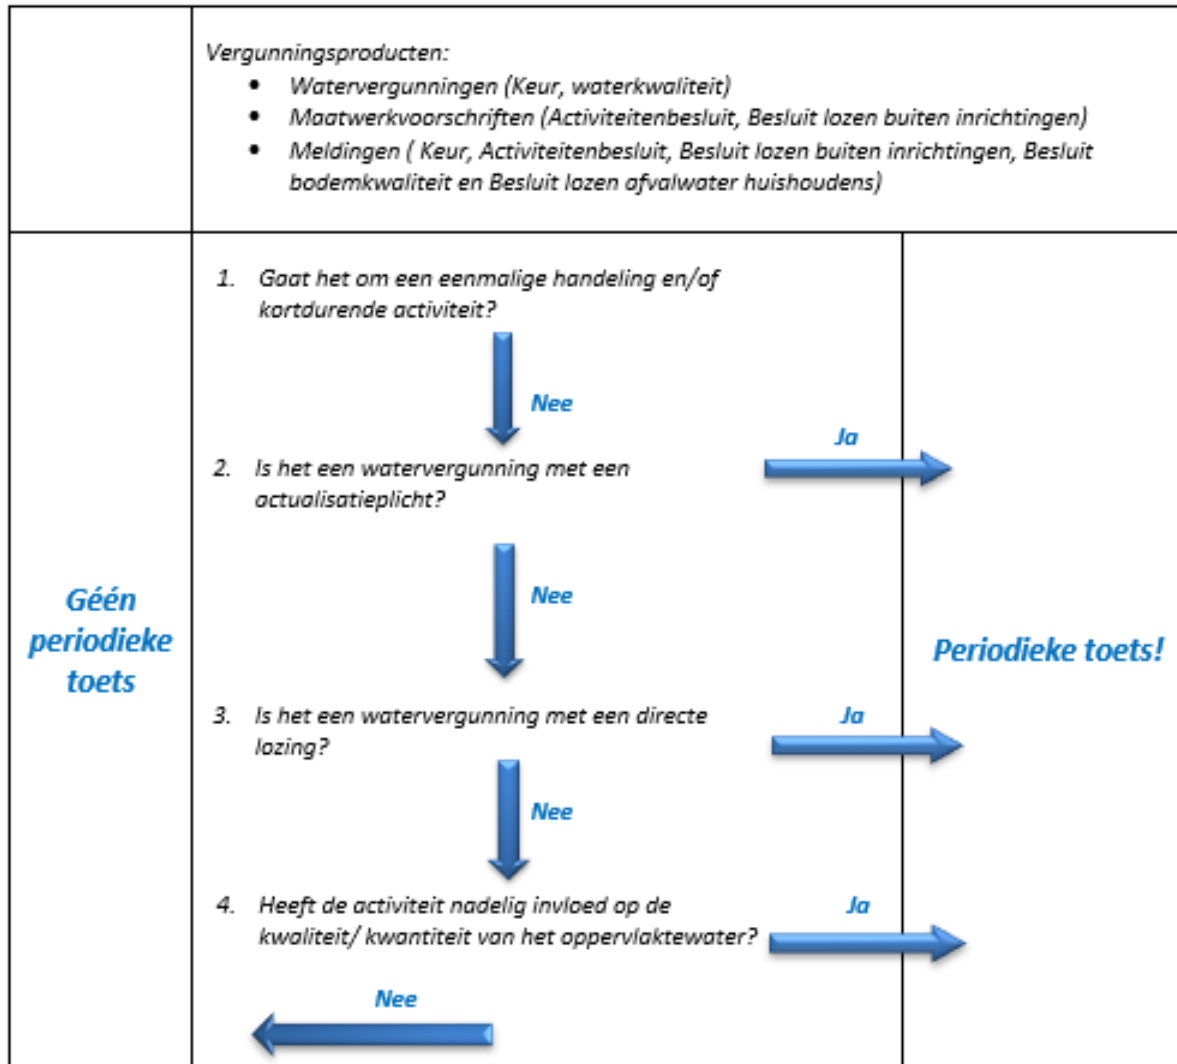 Vergunningsproducten:
• Watervergunningen (Keur, waterkwaliteit)
• Maatwerkvoorschriften (Activiteitenbesluit, Besluit lozen buiten inrichtingen)
• Meldingen ( Keur, Activiteitenbesluit, Besluit lozen buiten inrichtingen, Besluit
bodemkwaliteit en Besluit lozen afvalwater huishoudens)
1. Gaat het om een eenmalige handeling en/of
kortdurende activiteit?
Nee
Ja
2. Is het een watervergunning met een
actualisatieplicht?
Nee
Géén
periodieke
toets
Periodieke toets!
3. Is het een watervergunning met een directe
lozing?
Ja
Nee
4. Heeft de activiteit nadelig invloed op de
kwaliteit/ kwantiteit van het oppervlaktewater?
Ja
Nee